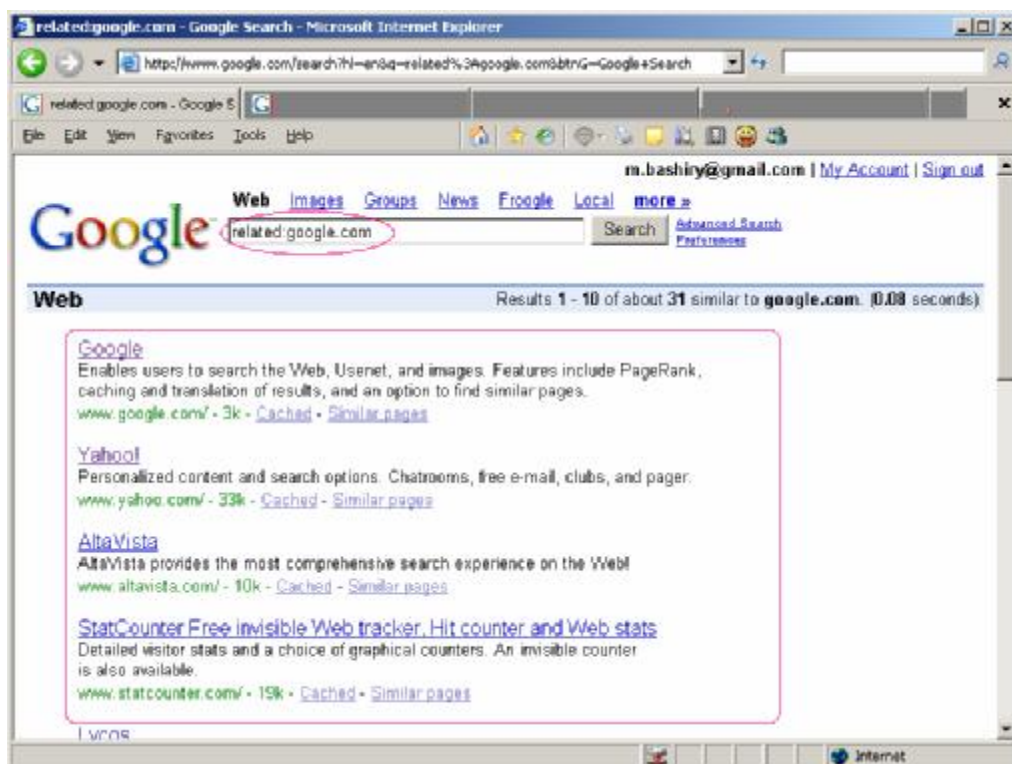 related:google.com - Google Search - Microsoft Internet Explorer
http://www.google.com/search?hl=en&q=related%3Agoogle.com&btnG=Google+Search
related:google.com - Google S
File Edit View Favorites Tools Help
m.bashiry@gmail.com | My Account | Sign out
Google
Web Images Groups News Froogle Local more »
related:google.com Search Advanced Search
Preferences
Web Results 1 - 10 of about 31 similar to google.com. (0.08 seconds)
Google
Enables users to search the Web, Usenet, and images. Features include PageRank,
caching and translation of results, and an option to find similar pages.
www.google.com/ - 3k - Cached - Similar pages
Yahoo!
Personalized content and search options. Chatrooms, free e-mail, clubs, and pager.
www.yahoo.com/ - 33k - Cached - Similar pages
AltaVista
AltaVista provides the most comprehensive search experience on the Web!
www.altavista.com/ - 10k - Cached - Similar pages
StatCounter Free invisible Web tracker, Hit counter and Web stats
Detailed visitor stats and a choice of graphical counters. An invisible counter
is also available.
www.statcounter.com/ - 19k - Cached - Similar pages
Lycos
Internet